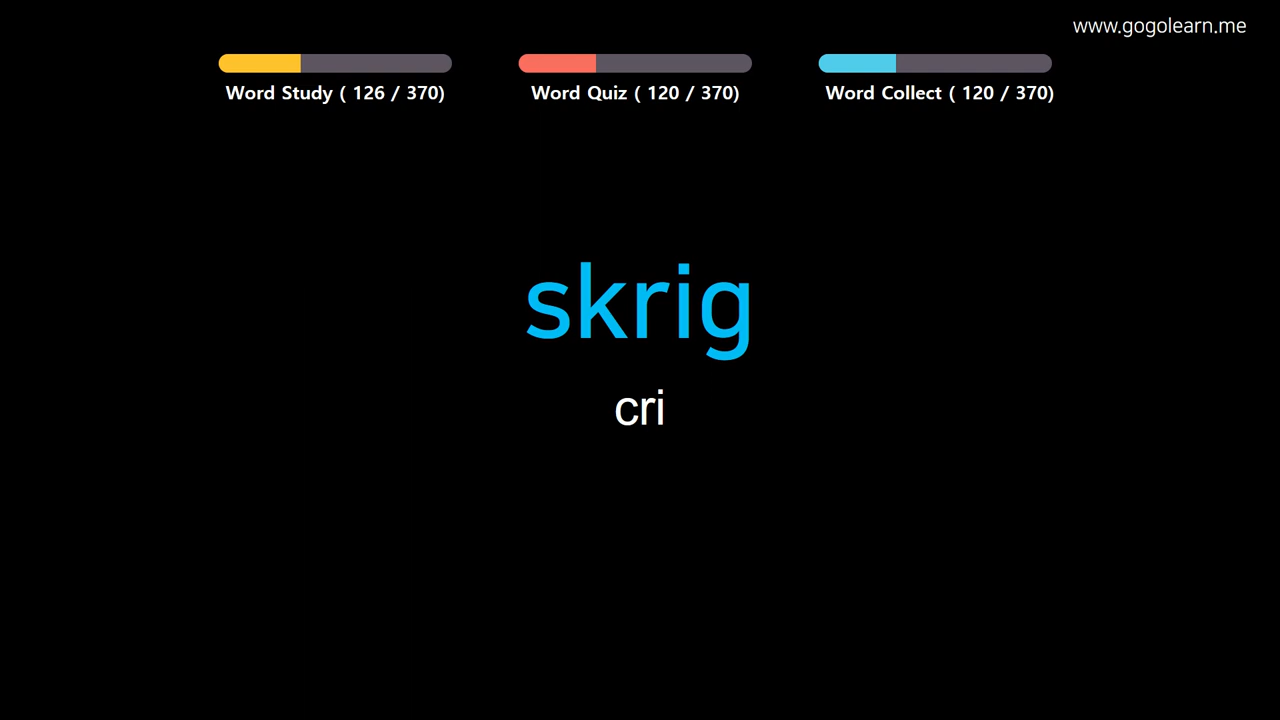 www.gogolearn.me
Word Study ( 126 / 370)
Word Quiz ( 120 / 370)
Word Collect ( 120 / 370)
skrig
cri